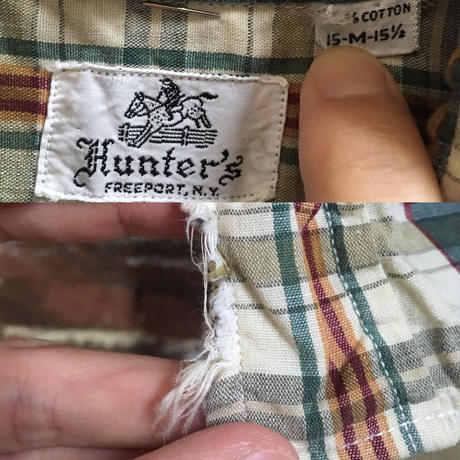 % COTTON
15-M-15½
Hunter's
FREEPORT, N.Y.